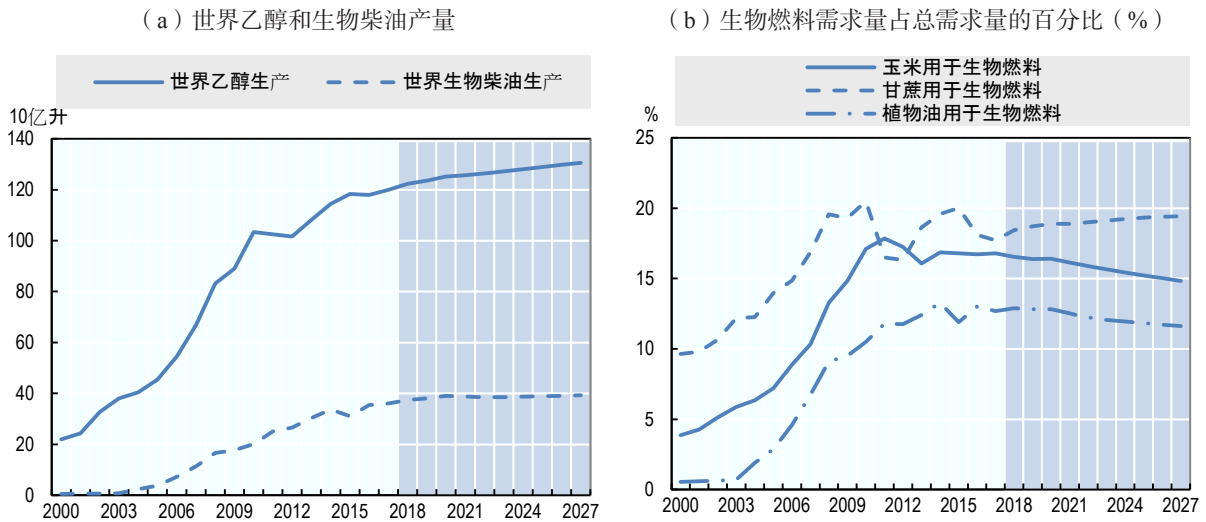 （a）世界乙醇和生物柴油产量
世界乙醇生产
世界生物柴油生产
10亿升
140
120
100
80
60
40
20
0
2000 2003 2006 2009 2012 2015 2018 2021 2024 2027
（b）生物燃料需求量占总需求量的百分比（%）
玉米用于生物燃料
甘蔗用于生物燃料
植物油用于生物燃料
%
25
20
15
10
5
0
2000 2003 2006 2009 2012 2015 2018 2021 2024 2027